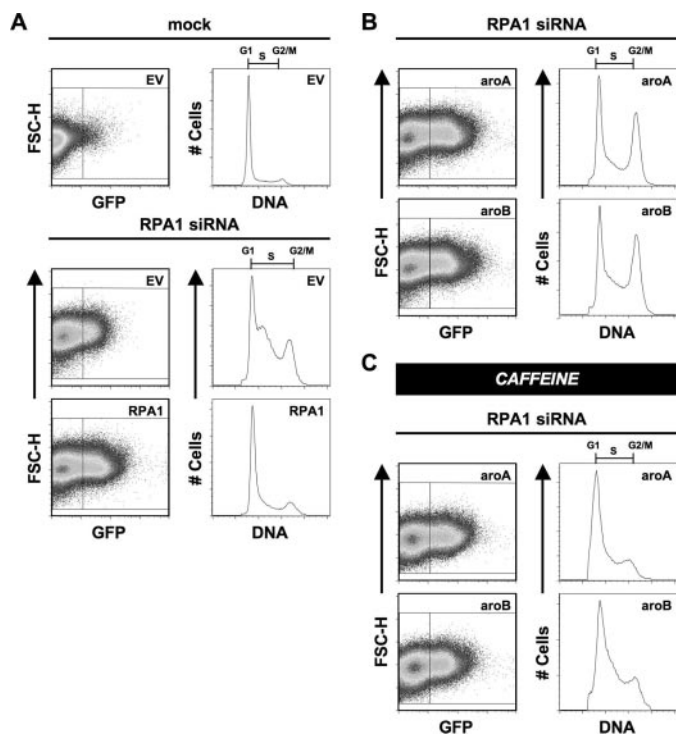 A
mock
G1 S G2/M
EV EV
FSC-H
# Cells
GFP DNA
RPA1 siRNA
G1 S G2/M
EV EV
RPA1 RPA1
FSC-H
# Cells
GFP DNA
B
RPA1 siRNA
G1 S G2/M
aroA aroA
aroB aroB
FSC-H
# Cells
GFP DNA
C
CAFFEINE
RPA1 siRNA
G1 S G2/M
aroA aroA
aroB aroB
FSC-H
# Cells
GFP DNA